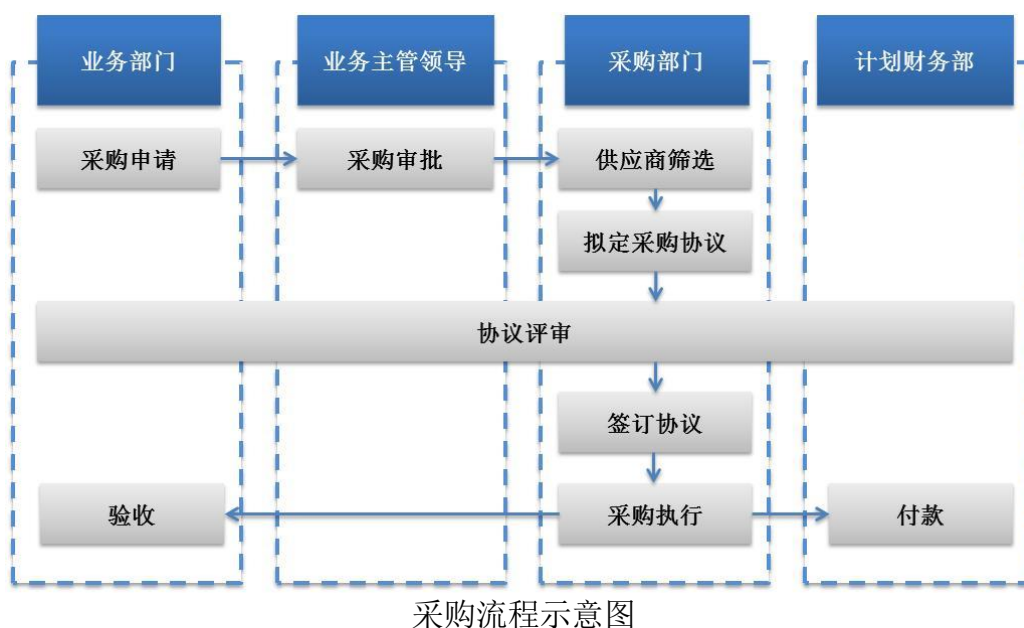 业务部门
业务主管领导
采购部门
计划财务部
采购申请
采购审批
供应商筛选
拟定采购协议
协议评审
签订协议
验收
采购执行
付款
采购流程示意图